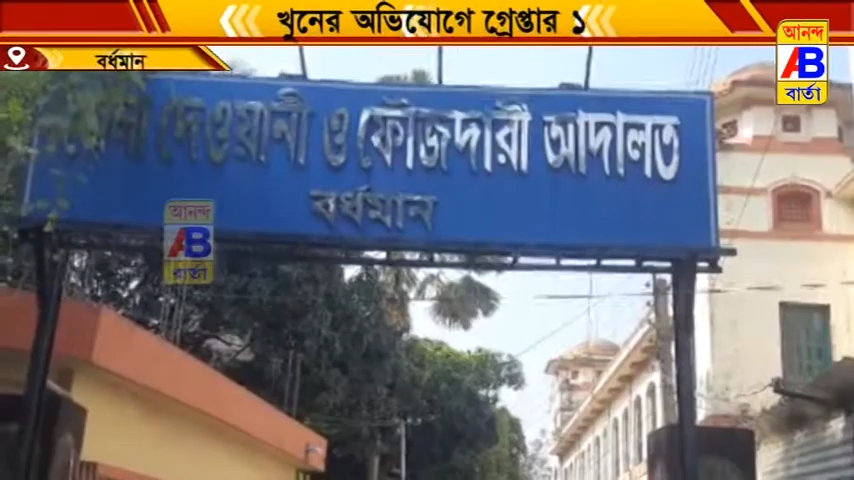 খুনের অভিযোগে গ্রেপ্তার ১
আনন্দ
AB
বার্তা
বর্ধমান
দেওয়ানী ও ফৌজদারী আদালত
বর্ধমান
আনন্দ
AB
বার্তা